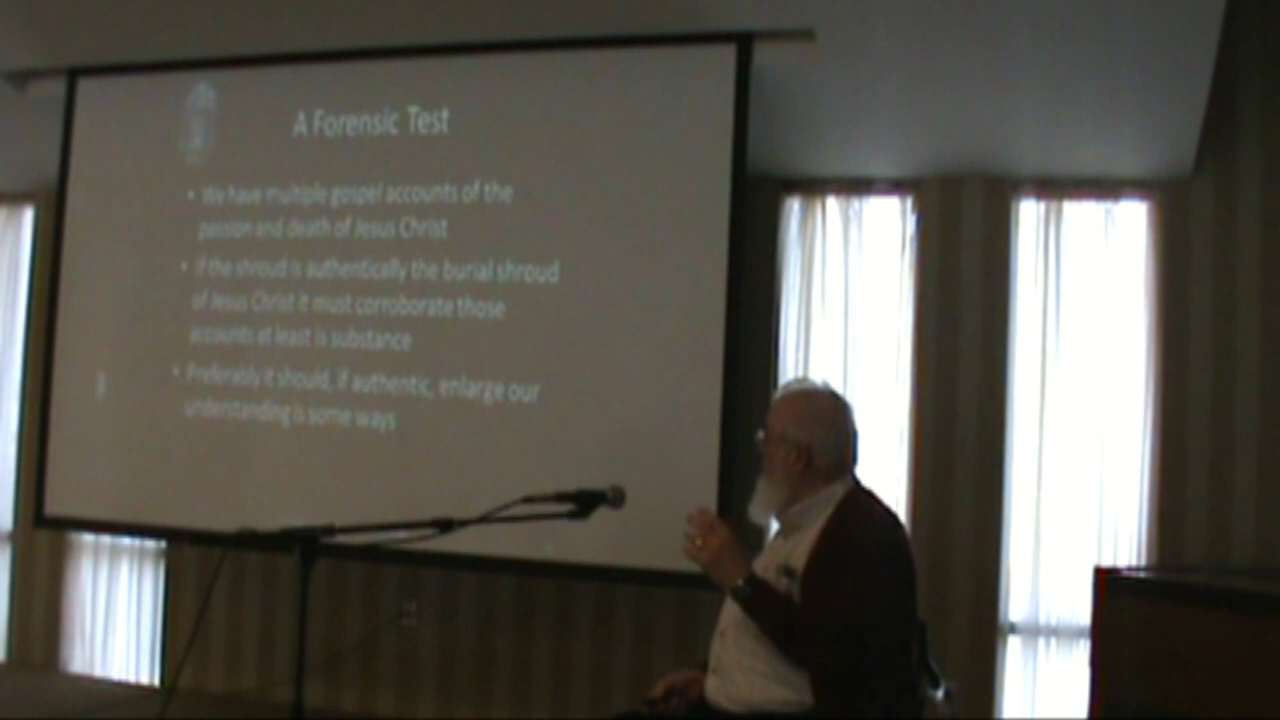 A Forensic Test
• We have multiple gospel accounts of the
passion and death of Jesus Christ
• If the shroud is authentically the burial shroud
of Jesus Christ it must corroborate those
accounts at least is substance
• Preferably it should, if authentic, enlarge our
understanding is some ways